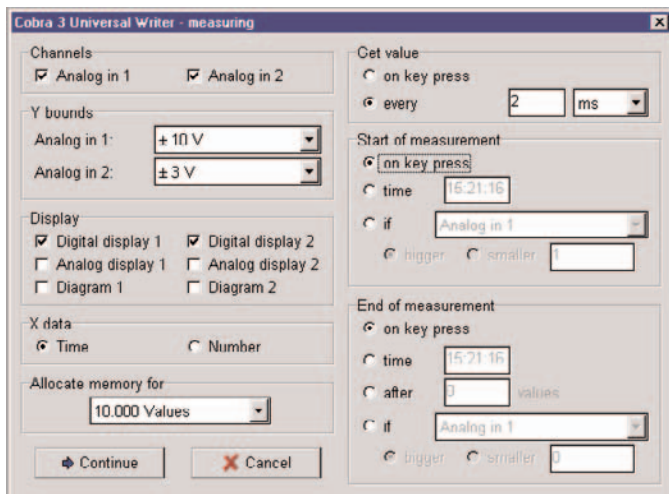 Cobra 3 Universal Writer - measuring
Channels
Analog in 1 Analog in 2
Y bounds
Analog in 1: ± 10 V
Analog in 2: ± 3 V
Display
Digital display 1 Digital display 2
Analog display 1 Analog display 2
Diagram 1 Diagram 2
X data
Time Number
Allocate memory for
10.000 Values
Continue Cancel
Get value
on key press
every 2 ms
Start of measurement
on key press
time 15:21:16
if Analog in 1
bigger smaller 1
End of measurement
on key press
time 15:21:16
after 0 values
if Analog in 1
bigger smaller 0